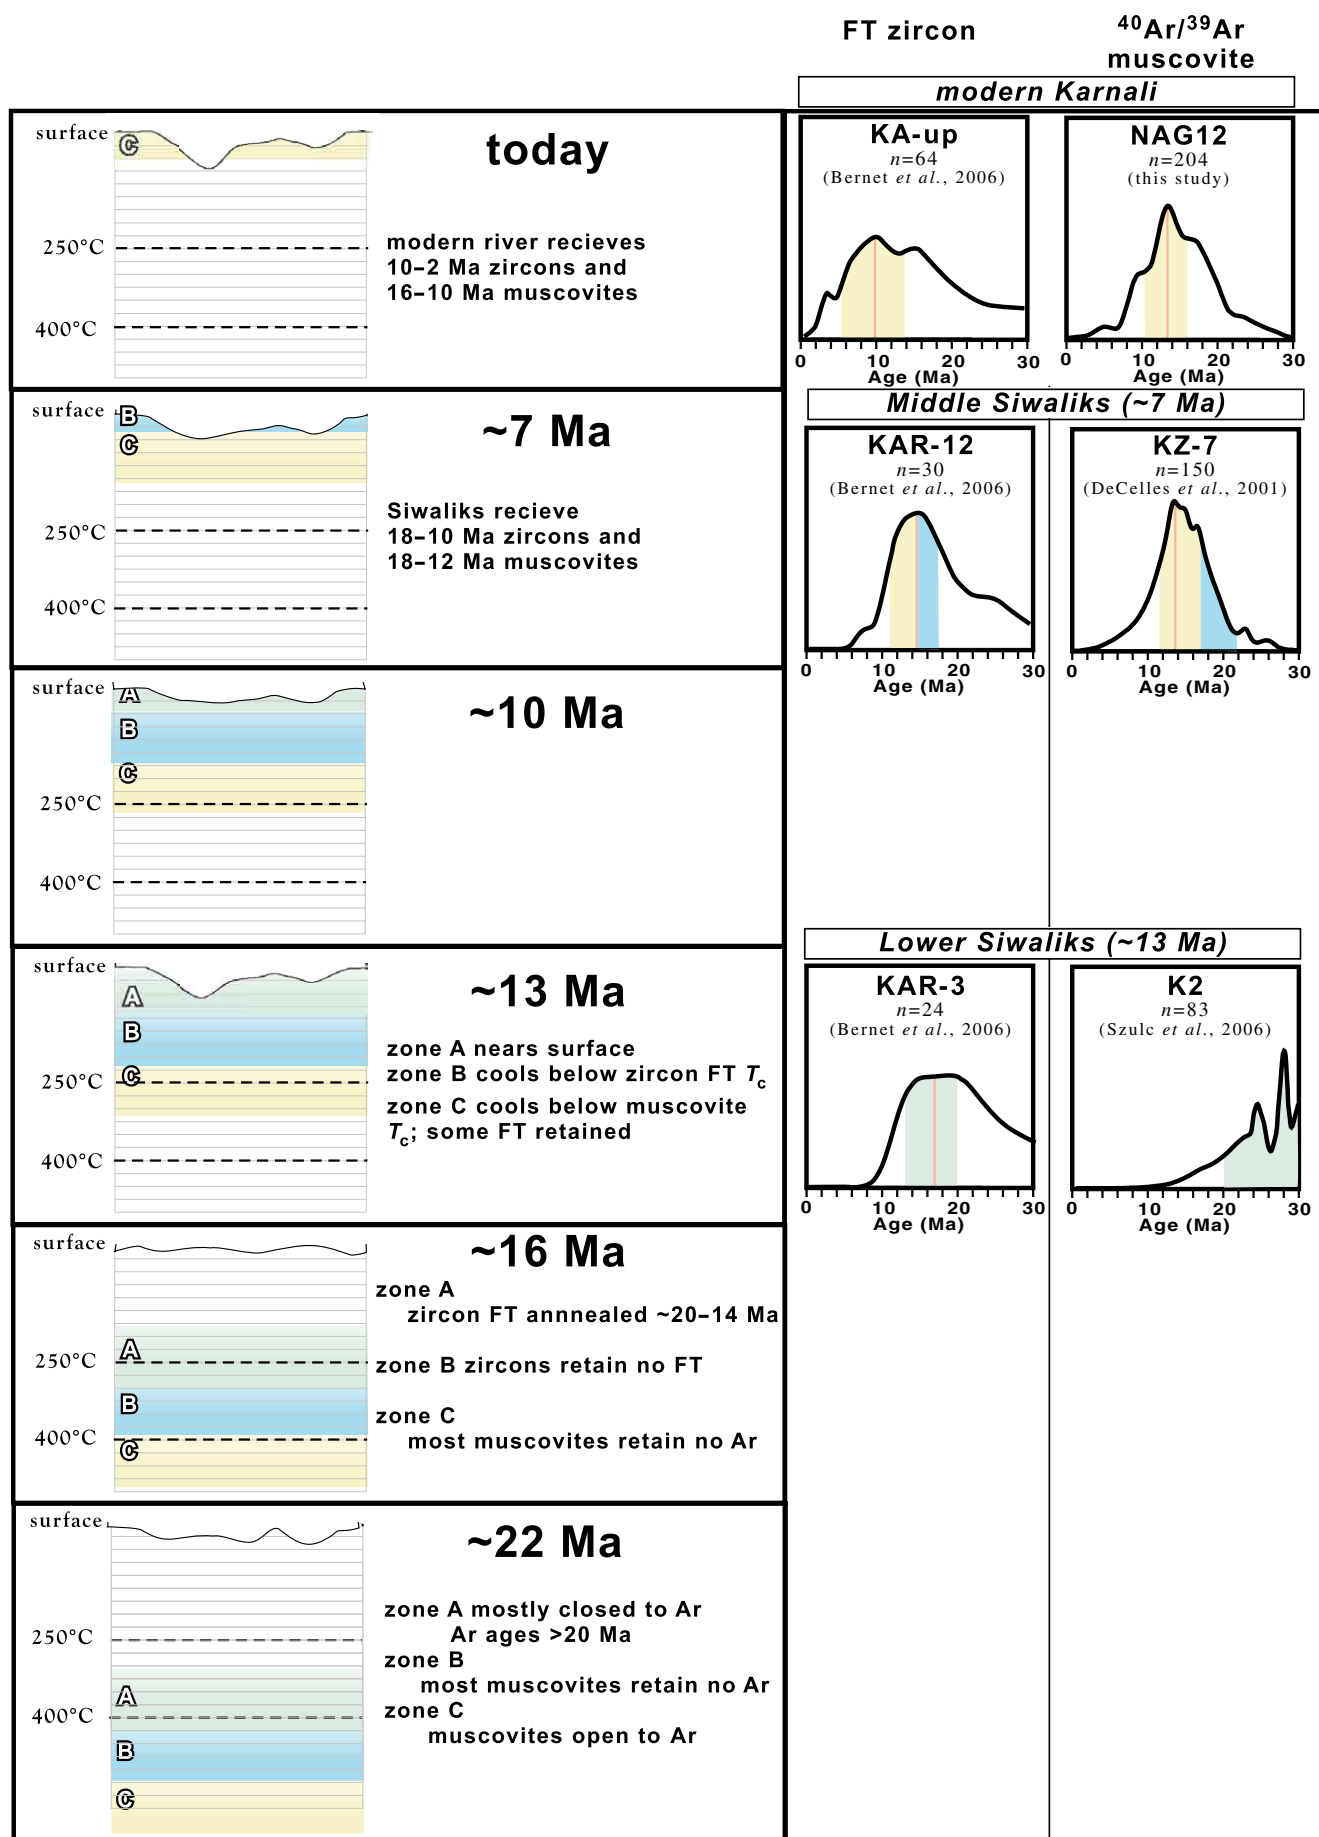 FT zircon
40Ar/39Ar
muscovite
modern Karnali
surface
C
today
250°C
modern river recieves
10–2 Ma zircons and
16–10 Ma muscovites
400°C
KA-up
n=64
(Bernet et al., 2006)
0 10 20 30
Age (Ma)
NAG12
n=204
(this study)
0 10 20 30
Age (Ma)
Middle Siwaliks (~7 Ma)
surface
B
C
~7 Ma
Siwaliks recieve
250°C
18–10 Ma zircons and
18–12 Ma muscovites
400°C
KAR-12
n=30
(Bernet et al., 2006)
0 10 20 30
Age (Ma)
KZ-7
n=150
(DeCelles et al., 2001)
0 10 20 30
Age (Ma)
surface
A
B
C
~10 Ma
250°C
400°C
Lower Siwaliks (~13 Ma)
surface
A
B
C
~13 Ma
zone A nears surface
250°C
zone B cools below zircon FT Tc
zone C cools below muscovite
Tc; some FT retained
400°C
KAR-3
n=24
(Bernet et al., 2006)
0 10 20 30
Age (Ma)
K2
n=83
(Szulc et al., 2006)
0 10 20 30
Age (Ma)
surface
~16 Ma
zone A
zircon FT annnealed ~20–14 Ma
A
250°C
zone B zircons retain no FT
B
zone C
400°C
most muscovites retain no Ar
C
surface
~22 Ma
zone A mostly closed to Ar
250°C
Ar ages >20 Ma
zone B
most muscovites retain no Ar
A
400°C
zone C
muscovites open to Ar
B
C